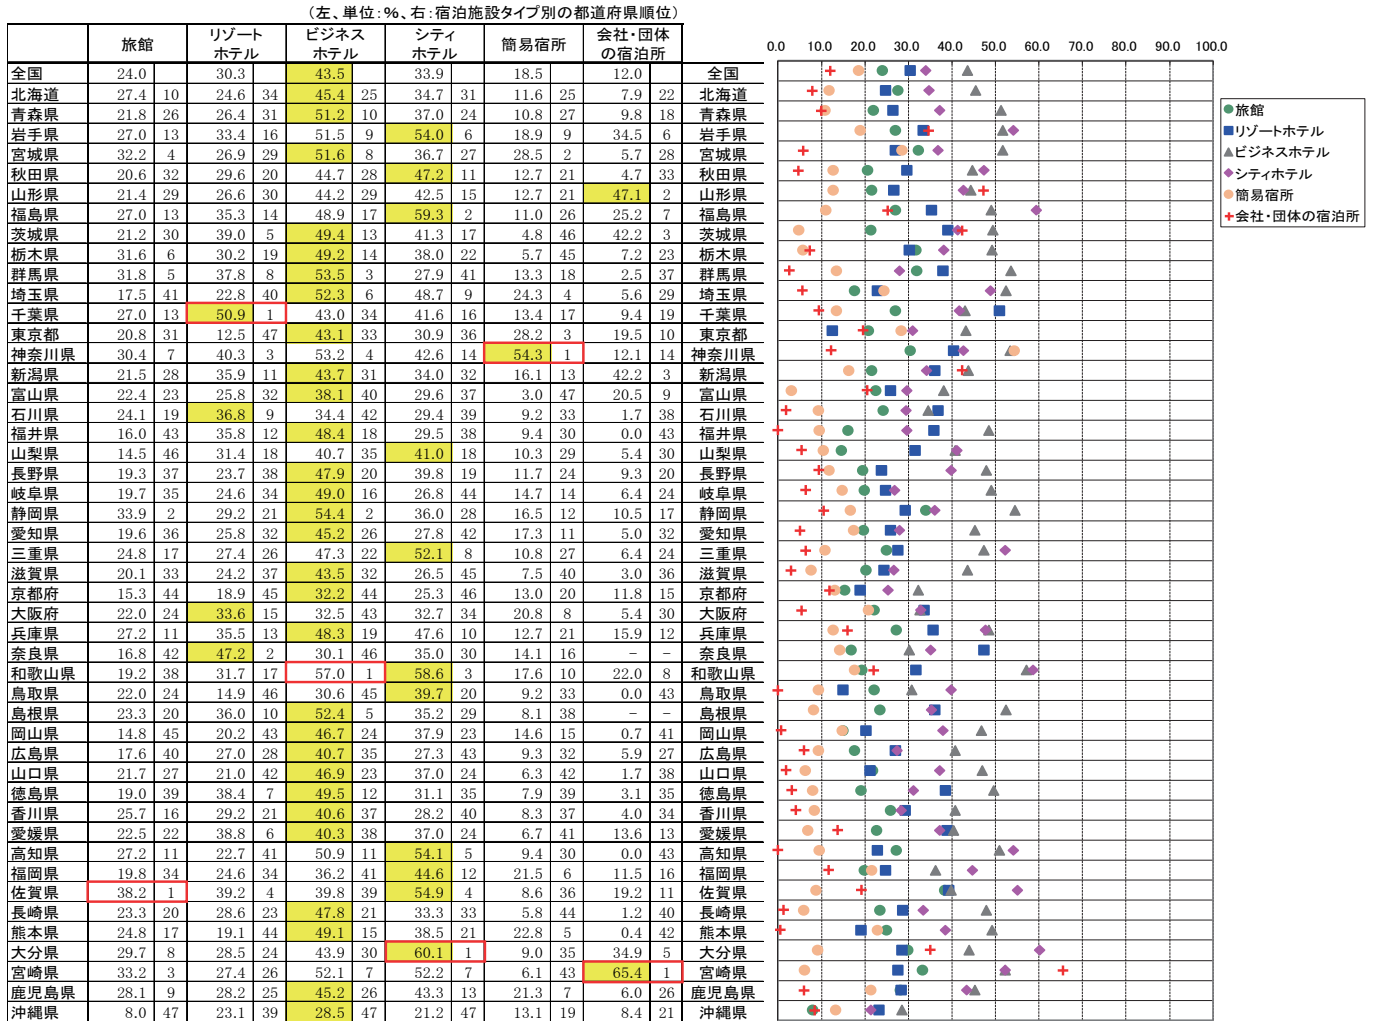 (左、単位:%、右:宿泊施設タイプ別の都道府県順位)
旅館 リゾートホテル ビジネスホテル シティホテル 簡易宿所 会社・団体の宿泊所
0.0 10.0 20.0 30.0 40.0 50.0 60.0 70.0 80.0 90.0 100.0
全国 24.0 30.3 43.5 33.9 18.5 12.0 全国
北海道 27.4 10 24.6 34 45.4 25 34.7 31 11.6 25 7.9 22 北海道
青森県 21.8 26 26.4 31 51.2 10 37.0 24 10.8 27 9.8 18 青森県
岩手県 27.0 13 33.4 16 51.5 9 54.0 6 18.9 9 34.5 6 岩手県
宮城県 32.2 4 26.9 29 51.6 8 36.7 27 28.5 2 5.7 28 宮城県
秋田県 20.6 32 29.6 20 44.7 28 47.2 11 12.7 21 4.7 33 秋田県
山形県 21.4 29 26.6 30 44.2 29 42.5 15 12.7 21 47.1 2 山形県
福島県 27.0 13 35.3 14 48.9 17 59.3 2 11.0 26 25.2 7 福島県
茨城県 21.2 30 39.0 5 49.4 13 41.3 17 4.8 46 42.2 3 茨城県
栃木県 31.6 6 30.2 19 49.2 14 38.0 22 5.7 45 7.2 23 栃木県
群馬県 31.8 5 37.8 8 53.5 3 27.9 41 13.3 18 2.5 37 群馬県
埼玉県 17.5 41 22.8 40 52.3 6 48.7 9 24.3 4 5.6 29 埼玉県
千葉県 27.0 13 50.9 1 43.0 34 41.6 16 13.4 17 9.4 19 千葉県
東京都 20.8 31 12.5 47 43.1 33 30.9 36 28.2 3 19.5 10 東京都
神奈川県 30.4 7 40.3 3 53.2 4 42.6 14 54.3 1 12.1 14 神奈川県
新潟県 21.5 28 35.9 11 43.7 31 34.0 32 16.1 13 42.2 3 新潟県
富山県 22.4 23 25.8 32 38.1 40 29.6 37 3.0 47 20.5 9 富山県
石川県 24.1 19 36.8 9 34.4 42 29.4 39 9.2 33 1.7 38 石川県
福井県 16.0 43 35.8 12 48.4 18 29.5 38 9.4 30 0.0 43 福井県
山梨県 14.5 46 31.4 18 40.7 35 41.0 18 10.3 29 5.4 30 山梨県
長野県 19.3 37 23.7 38 47.9 20 39.8 19 11.7 24 9.3 20 長野県
岐阜県 19.7 35 24.6 34 49.0 16 26.8 44 14.7 14 6.4 24 岐阜県
静岡県 33.9 2 29.2 21 54.4 2 36.0 28 16.5 12 10.5 17 静岡県
愛知県 19.6 36 25.8 32 45.2 26 27.8 42 17.3 11 5.0 32 愛知県
三重県 24.8 17 27.4 26 47.3 22 52.1 8 10.8 27 6.4 24 三重県
滋賀県 20.1 33 24.2 37 43.5 32 26.5 45 7.5 40 3.0 36 滋賀県
京都府 15.3 44 18.9 45 32.2 44 25.3 46 13.0 20 11.8 15 京都府
大阪府 22.0 24 33.6 15 32.5 43 32.7 34 20.8 8 5.4 30 大阪府
兵庫県 27.2 11 35.5 13 48.3 19 47.6 10 12.7 21 15.9 12 兵庫県
奈良県 16.8 42 47.2 2 30.1 46 35.0 30 14.1 16 − − 奈良県
和歌山県 19.2 38 31.7 17 57.0 1 58.6 3 17.6 10 22.0 8 和歌山県
鳥取県 22.0 24 14.9 46 30.6 45 39.7 20 9.2 33 0.0 43 鳥取県
島根県 23.3 20 36.0 10 52.4 5 35.2 29 8.1 38 − − 島根県
岡山県 14.8 45 20.2 43 46.7 24 37.9 23 14.6 15 0.7 41 岡山県
広島県 17.6 40 27.0 28 40.7 35 27.3 43 9.3 32 5.9 27 広島県
山口県 21.7 27 21.0 42 46.9 23 37.0 24 6.3 42 1.7 38 山口県
徳島県 19.0 39 38.4 7 49.5 12 31.1 35 7.9 39 3.1 35 徳島県
香川県 25.7 16 29.2 21 40.6 37 28.2 40 8.3 37 4.0 34 香川県
愛媛県 22.5 22 38.8 6 40.3 38 37.0 24 6.7 41 13.6 13 愛媛県
高知県 27.2 11 22.7 41 50.9 11 54.1 5 9.4 30 0.0 43 高知県
福岡県 19.8 34 24.6 34 36.2 41 44.6 12 21.5 6 11.5 16 福岡県
佐賀県 38.2 1 39.2 4 39.8 39 54.9 4 8.6 36 19.2 11 佐賀県
長崎県 23.3 20 28.6 23 47.8 21 33.3 33 5.8 44 1.2 40 長崎県
熊本県 24.8 17 19.1 44 49.1 15 38.5 21 22.8 5 0.4 42 熊本県
大分県 29.7 8 28.5 24 43.9 30 60.1 1 9.0 35 34.9 5 大分県
宮崎県 33.2 3 27.4 26 52.1 7 52.2 7 6.1 43 65.4 1 宮崎県
鹿児島県 28.1 9 28.2 25 45.2 26 43.3 13 21.3 7 6.0 26 鹿児島県
沖縄県 8.0 47 23.1 39 28.5 47 21.2 47 13.1 19 8.4 21 沖縄県
旅館
リゾートホテル
ビジネスホテル
シティホテル
簡易宿所
会社・団体の宿泊所